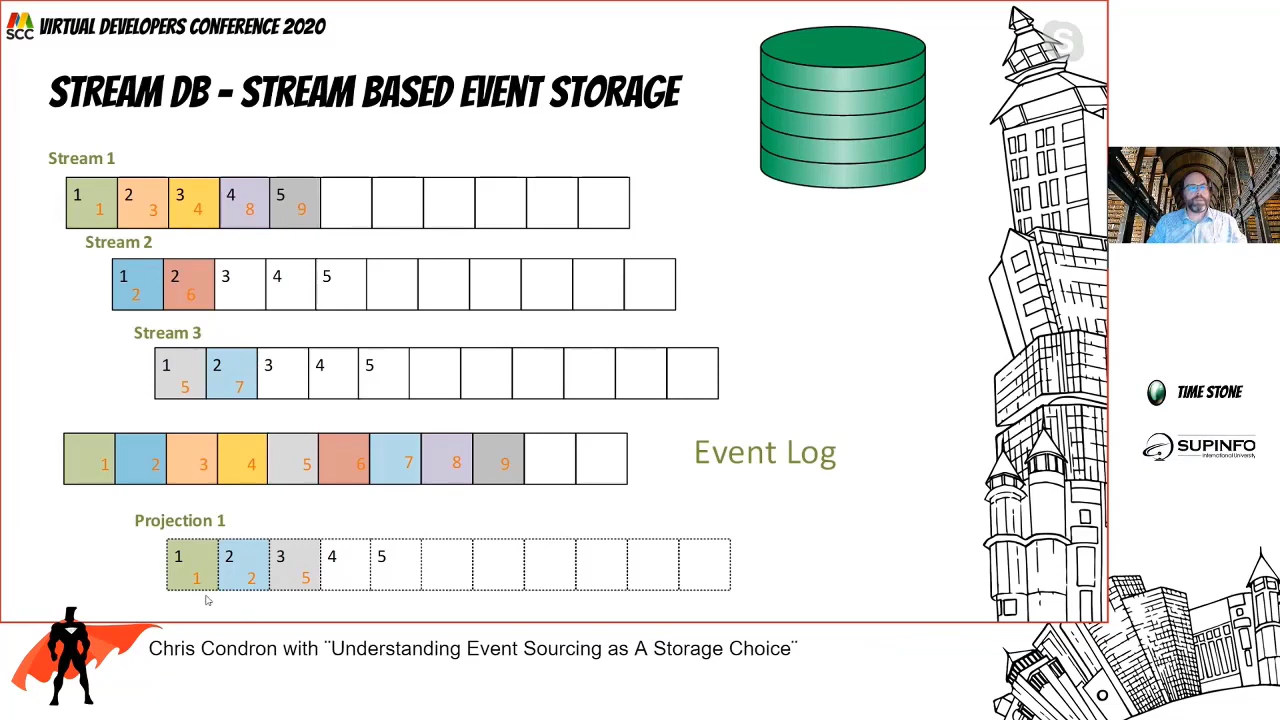 SCC VIRTUAL DEVELOPERS CONFERENCE 2020
S
STREAM DB - STREAM BASED EVENT STORAGE
Stream 1
1 2 3 4 5
1 3 4 8 9
Stream 2
1 2 3 4 5
2 6
Stream 3
1 2 3 4 5
5 7
TIME STONE
SUPINFO
International University
1 2 3 4 5 6 7 8 9
Event Log
Projection 1
1 2 3 4 5
1 2 5
Chris Condron with ¨Understanding Event Sourcing as A Storage Choice¨